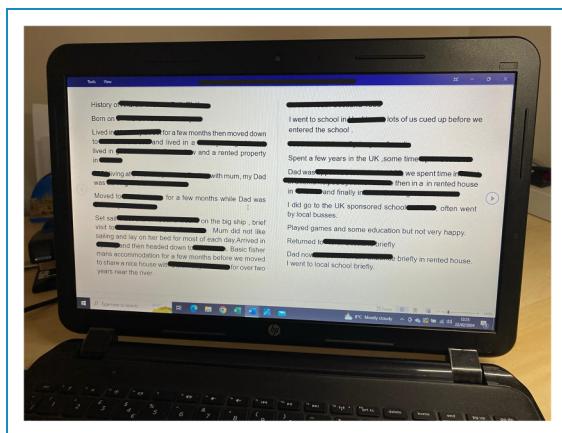 Tools View
History o
Born on
Lived in for a few months then moved down
to and lived in a
lived in y and a rented property
in
living at with mum, my Dad
was
Moved to for a few months while Dad was
Set sail on the big ship , brief
visit to . Mum did not like
sailing and lay on her bed for most of each day.Arrived in
and then headed down to . Basic fisher
mans accommodation for a few months before we moved
to share a nice house with for over two
years near the river.
I went to school in lots of us cued up before we
entered the school .
Spent a few years in the UK ,some time
Dad was we spent time in
then in a in rented house
in and finally in
I did go to the UK sponsored school , often went
by local busses.
Played games and some education but not very happy.
Returned to briefly
Dad now e briefly in rented house.
I went to local school briefly.
Type here to search
8°C Mostly cloudy
hp